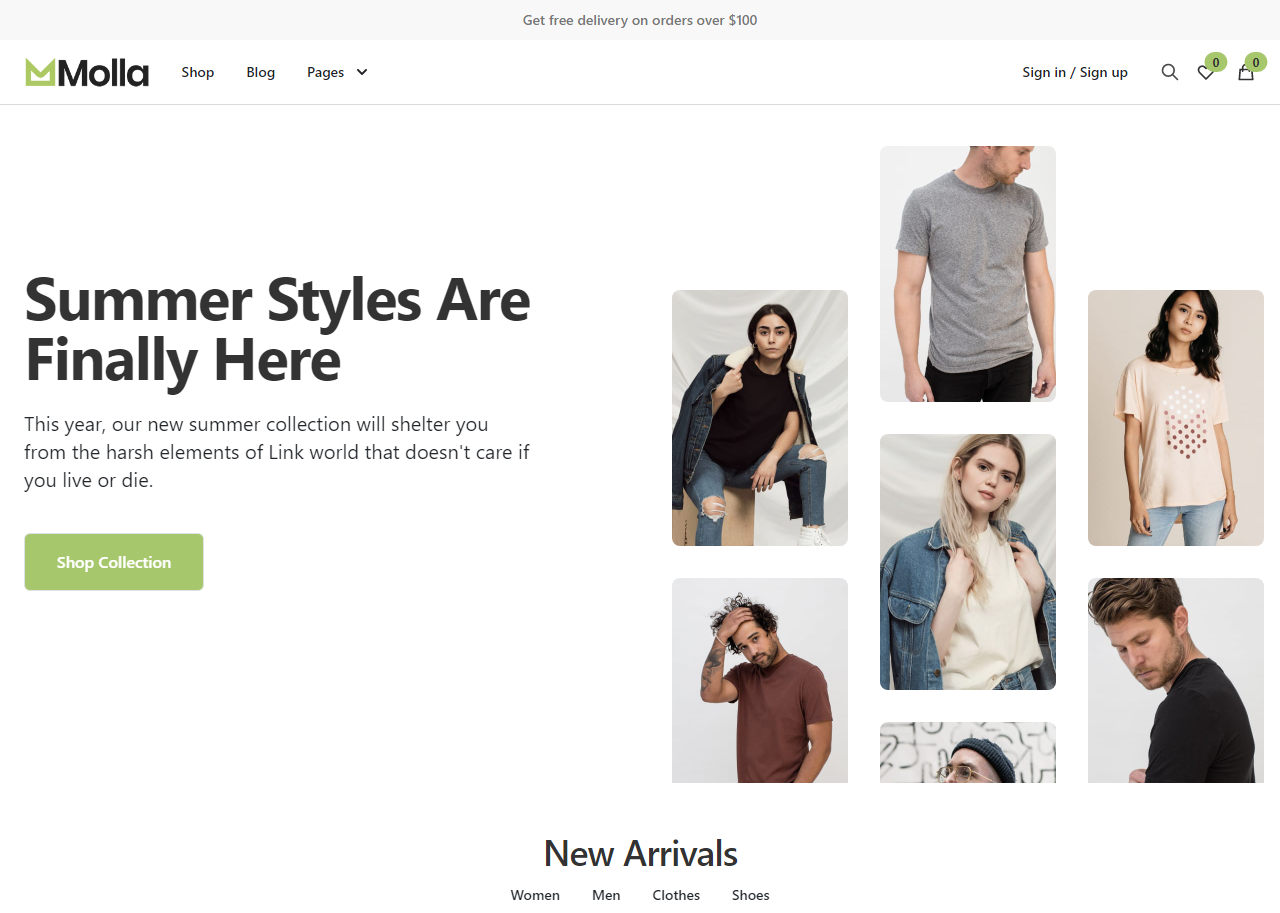 Get free delivery on orders over $100
Molla
Shop
Blog
Pages
Sign in / Sign up
0
0
Summer Styles Are
Finally Here
This year, our new summer collection will shelter you
from the harsh elements of Link world that doesn't care if
you live or die.
Shop Collection
New Arrivals
Women
Men
Clothes
Shoes